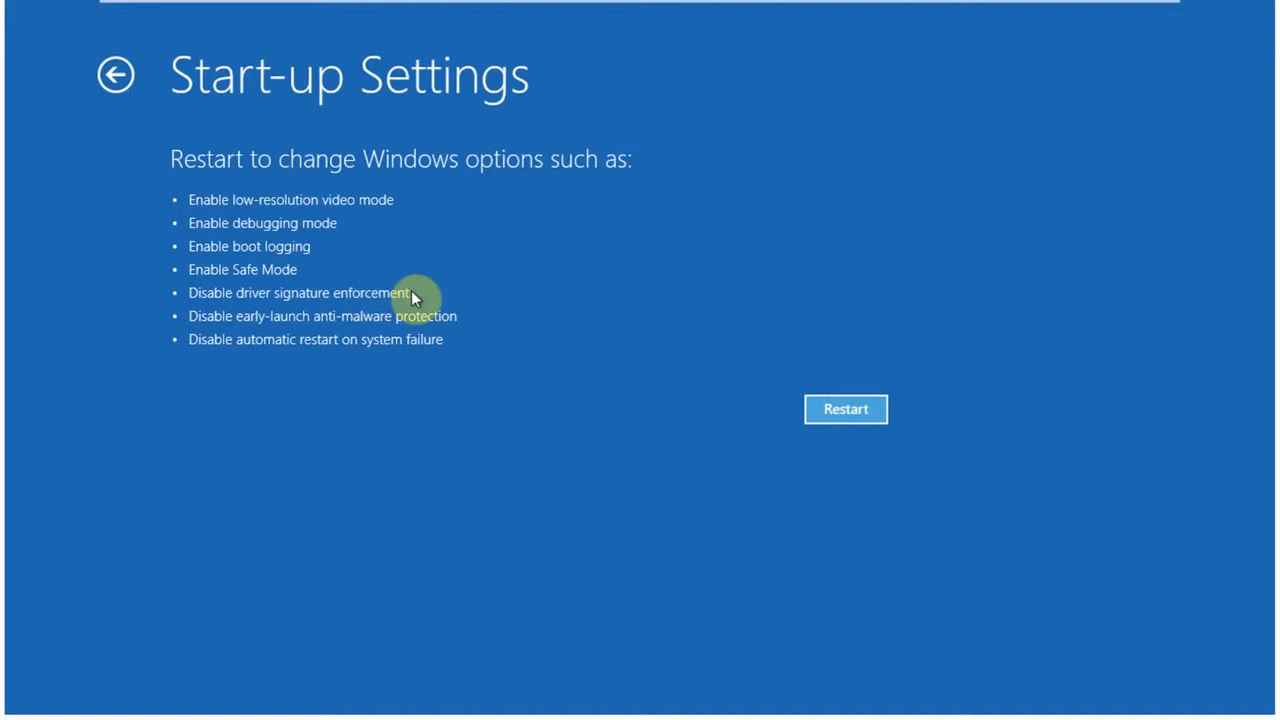 Start-up Settings
Restart to change Windows options such as:
• Enable low-resolution video mode
• Enable debugging mode
• Enable boot logging
• Enable Safe Mode
• Disable driver signature enforcement
• Disable early-launch anti-malware protection
• Disable automatic restart on system failure
Restart